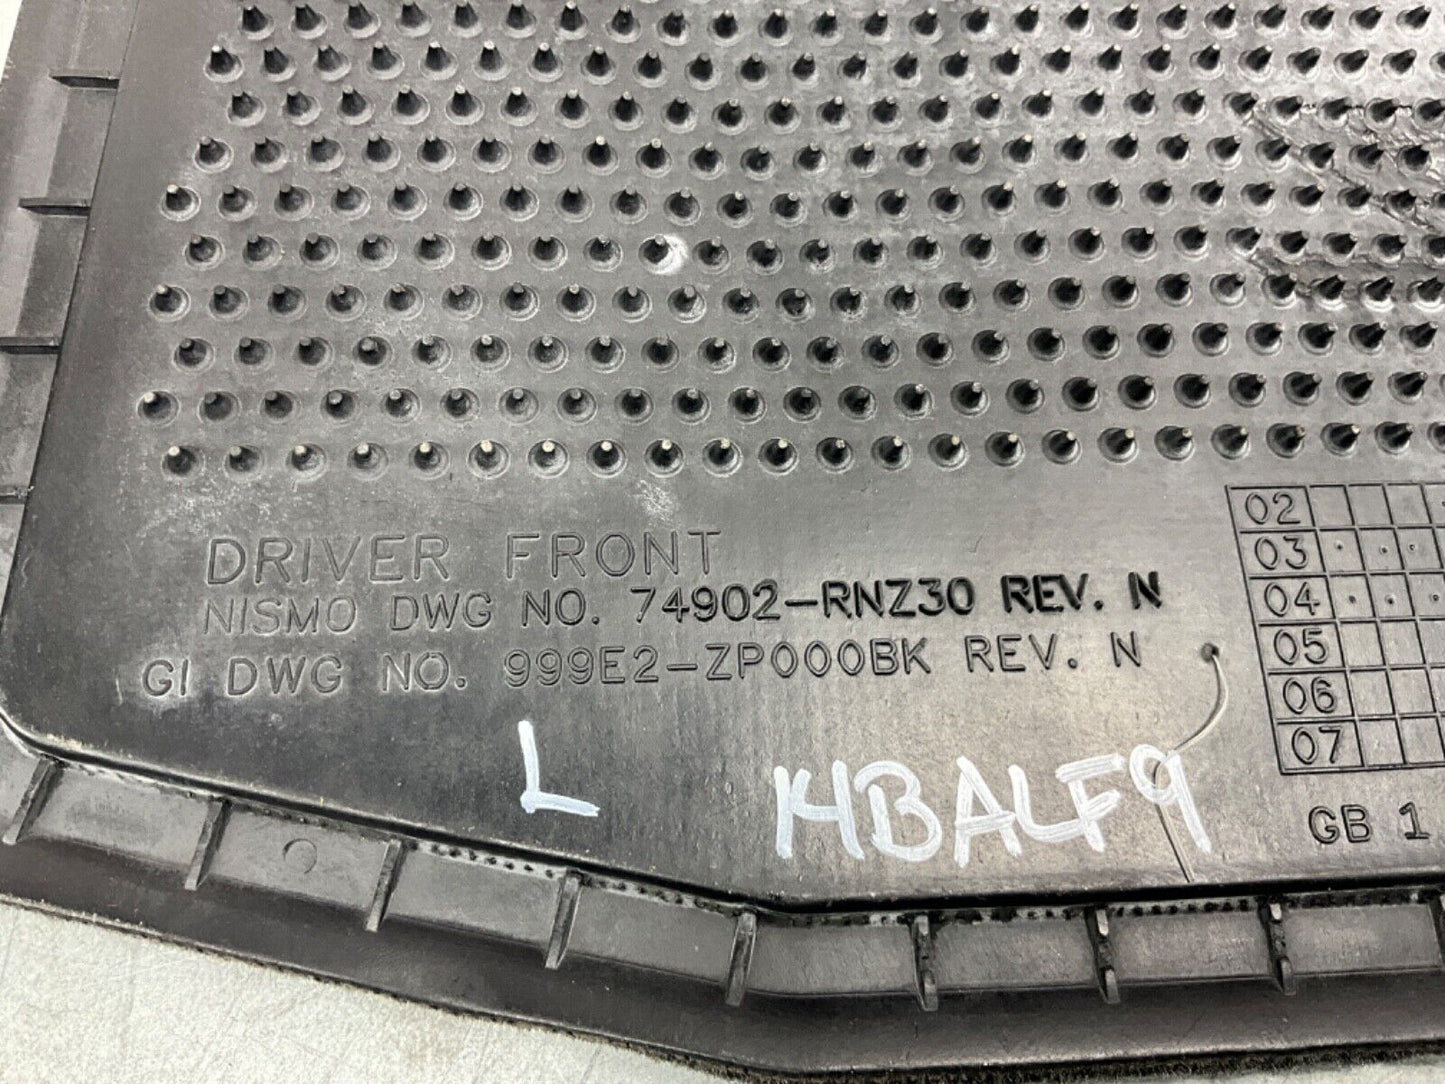 DRIVER FRONT
NISMO DWG NO. 74902-RNZ30 REV. N
GI DWG NO. 999E2-ZP000BK REV. N
L 14BALF9
02
03
04
05
06
07
GB 1